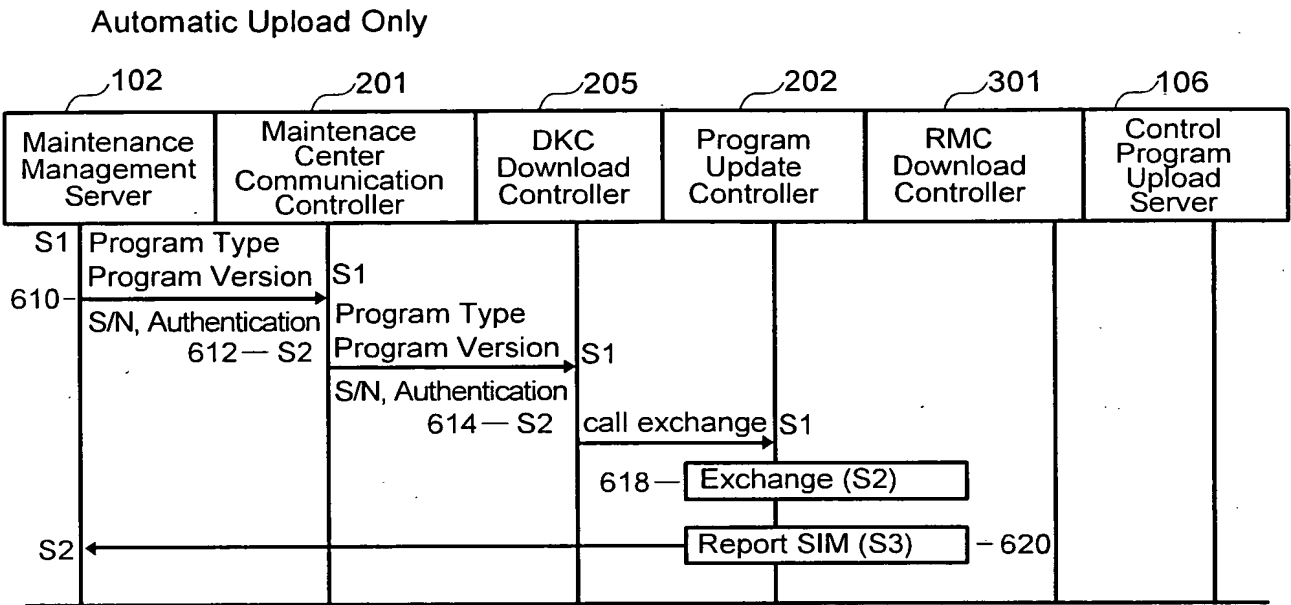 Automatic Upload Only
102
201
205
202
301
106
Maintenance
Management
Server
Maintenace
Center
Communication
Controller
DKC
Download
Controller
Program
Update
Controller
RMC
Download
Controller
Control
Program
Upload
Server
S1
Program Type
Program Version
S1
610
S/N, Authentication
612 — S2
Program Type
Program Version
S1
S/N, Authentication
614 — S2
call exchange
S1
618 —
Exchange (S2)
S2
Report SIM (S3)
– 620